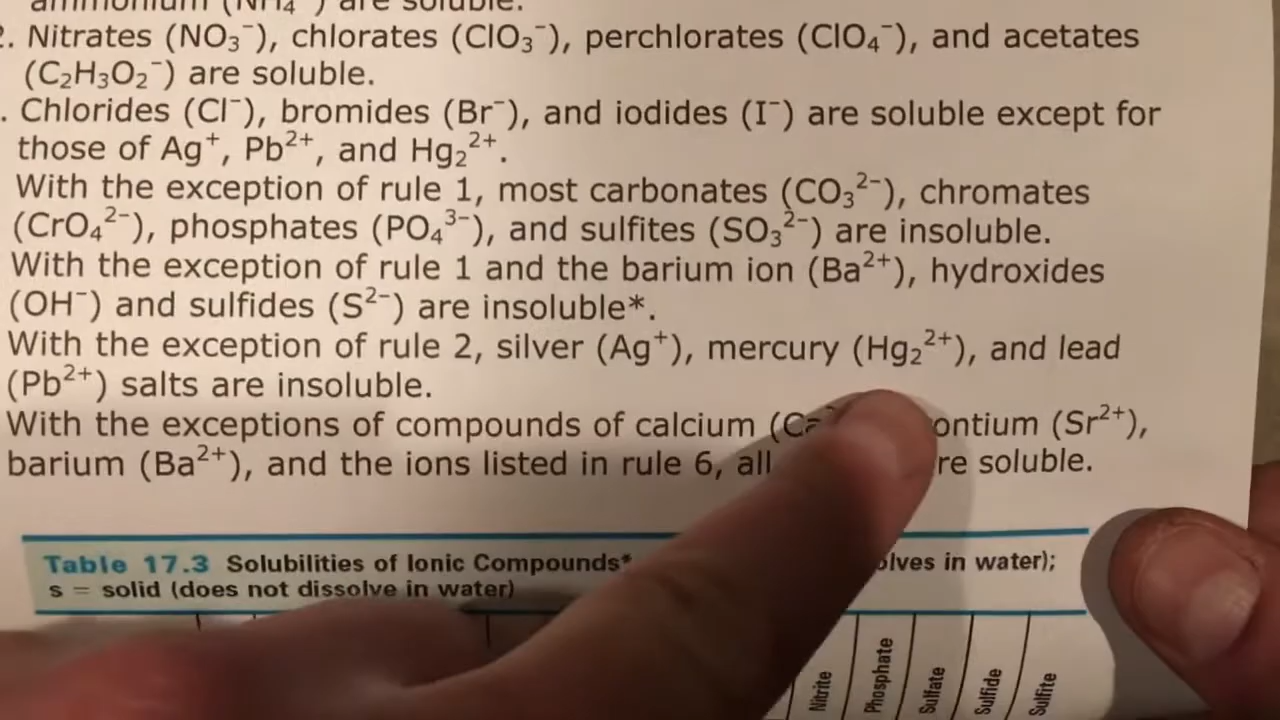 ammonium (NH₄⁺) are soluble.
2. Nitrates (NO₃⁻), chlorates (ClO₃⁻), perchlorates (ClO₄⁻), and acetates
(C₂H₃O₂⁻) are soluble.
. Chlorides (Cl⁻), bromides (Br⁻), and iodides (I⁻) are soluble except for
those of Ag⁺, Pb²⁺, and Hg₂²⁺.
With the exception of rule 1, most carbonates (CO₃²⁻), chromates
(CrO₄²⁻), phosphates (PO₄³⁻), and sulfites (SO₃²⁻) are insoluble.
With the exception of rule 1 and the barium ion (Ba²⁺), hydroxides
(OH⁻) and sulfides (S²⁻) are insoluble*.
With the exception of rule 2, silver (Ag⁺), mercury (Hg₂²⁺), and lead
(Pb²⁺) salts are insoluble.
With the exceptions of compounds of calcium (Ca ontium (Sr²⁺),
barium (Ba²⁺), and the ions listed in rule 6, all re soluble.
Table 17.3 Solubilities of Ionic Compounds* olves in water);
s = solid (does not dissolve in water)
Nitrite
Phosphate
Sulfate
Sulfide
Sulfite